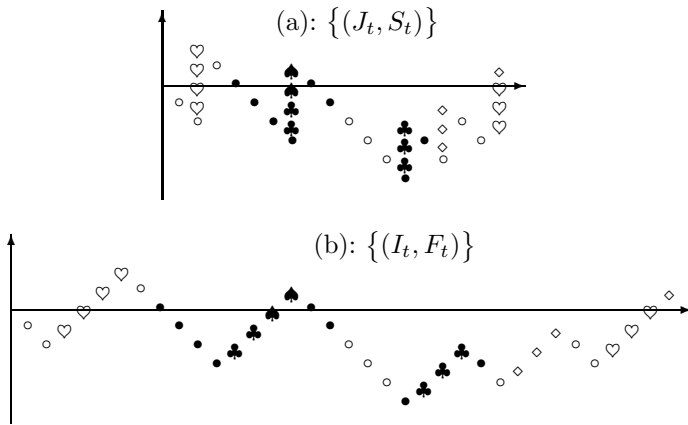 (a): {(J_t, S_t)}
(b): {(I_t, F_t)}